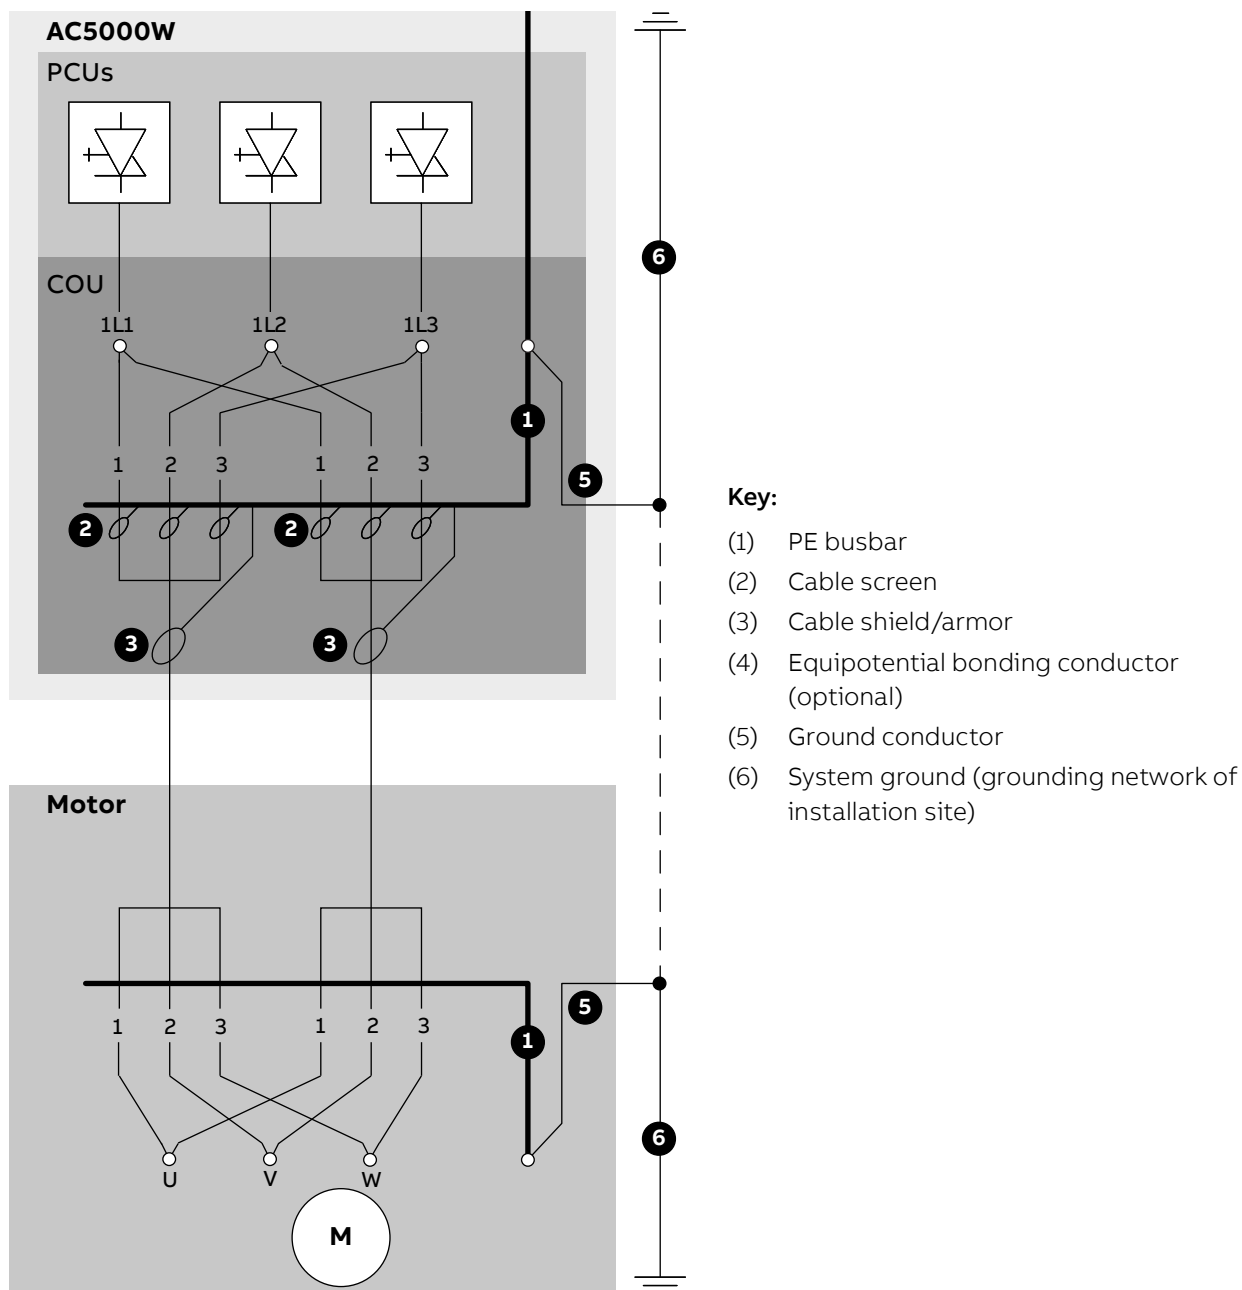 AC5000W
PCUs
6
COU
1L1 1L2 1L3
1
1 2 3 1 2 3
5
2 2
3 3
Key:
(1) PE busbar
(2) Cable screen
(3) Cable shield/armor
(4) Equipotential bonding conductor
(optional)
(5) Ground conductor
(6) System ground (grounding network of
installation site)
Motor
5
1 2 3 1 2 3
1
6
U V W
M